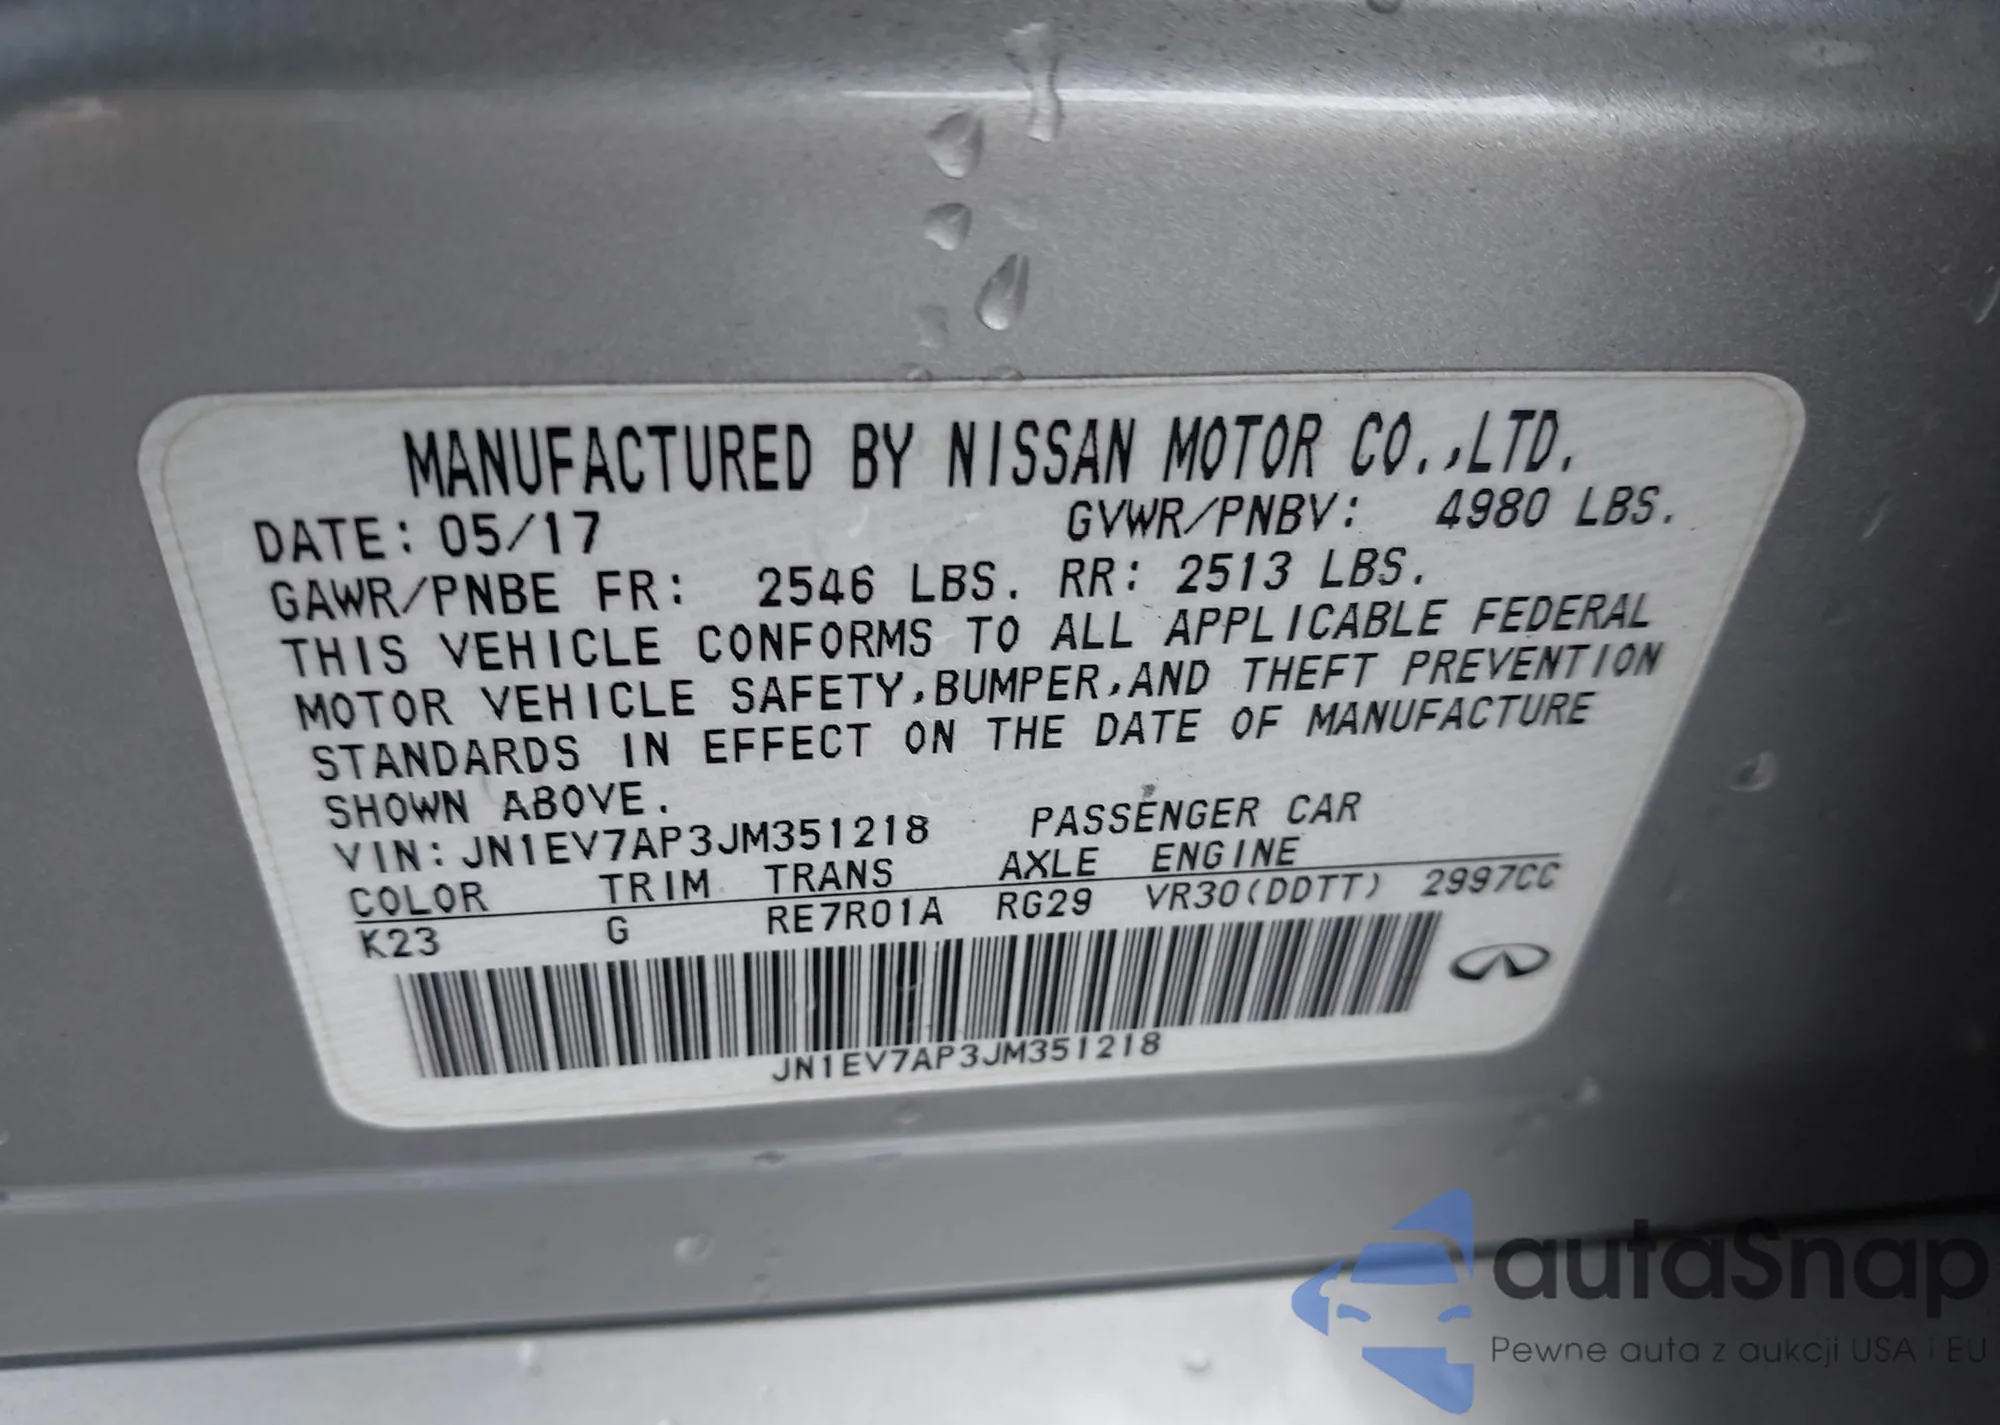 MANUFACTURED BY NISSAN MOTOR CO.,LTD.
DATE: 05/17 GVWR/PNBV: 4980 LBS.
GAWR/PNBE FR: 2546 LBS. RR: 2513 LBS.
THIS VEHICLE CONFORMS TO ALL APPLICABLE FEDERAL
MOTOR VEHICLE SAFETY,BUMPER,AND THEFT PREVENTION
STANDARDS IN EFFECT ON THE DATE OF MANUFACTURE
SHOWN ABOVE.
VIN: JN1EV7AP3JM351218 PASSENGER CAR
COLOR TRIM TRANS AXLE ENGINE
K23 G RE7R01A RG29 VR30(DDTT) 2997CC
JN1EV7AP3JM351218
autaSnap
Pewne auta z aukcji USA i EU